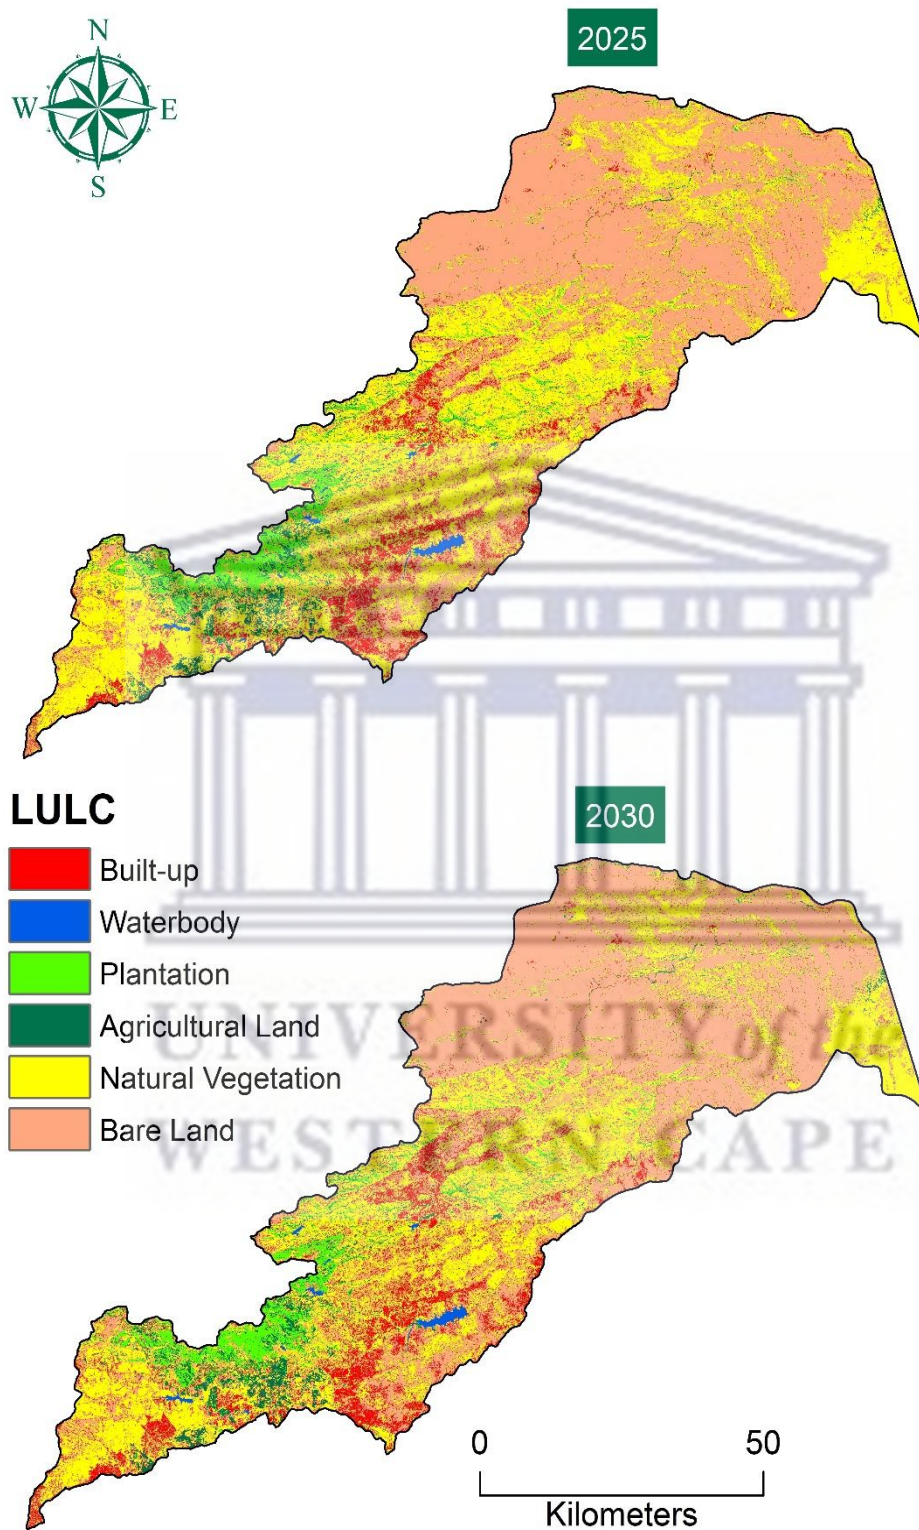 2025
N
W E
S
LULC
Built-up
Waterbody
Plantation
Agricultural Land
Natural Vegetation
Bare Land
2030
UNIVERSITY of the
WESTERN CAPE
0 50
Kilometers